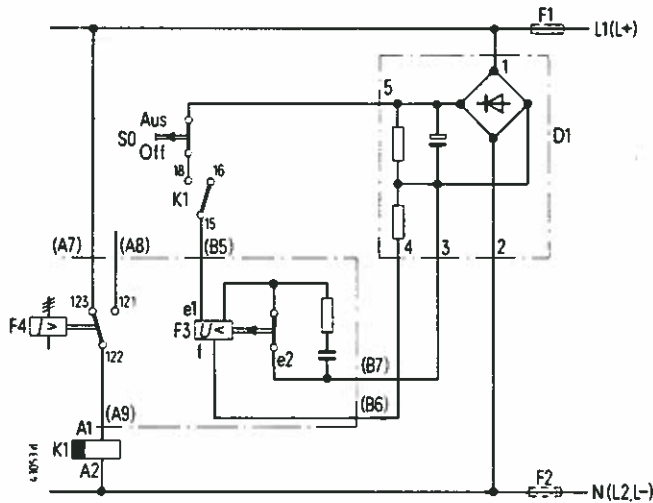 F1
L1(L+)
1
5
Aus
S0
Off
D1
18
16
K1
15
4
3
2
(A7)
(A8)
(B5)
123
121
e1
F4
>
F3
U<
122
f
e2
(B7)
(B6)
A1
(A9)
K1
A2
41053d
F2
N(L2,L-)